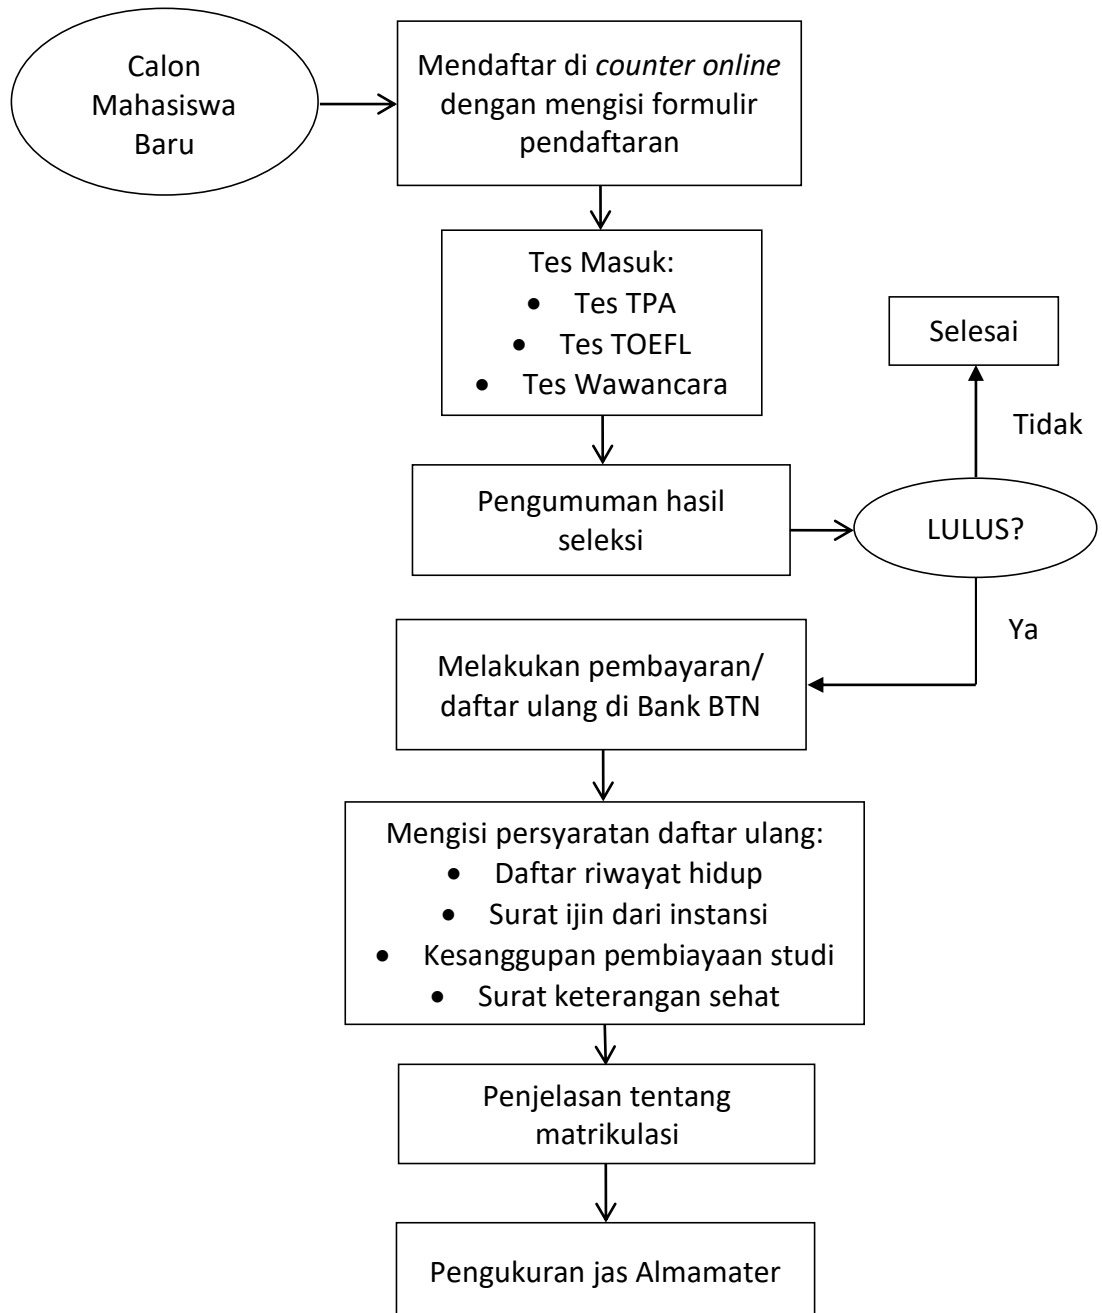 Calon
Mahasiswa
Baru
Mendaftar di counter online
dengan mengisi formulir
pendaftaran
Tes Masuk:
• Tes TPA
• Tes TOEFL
• Tes Wawancara
Selesai
Tidak
Pengumuman hasil
seleksi
LULUS?
Ya
Melakukan pembayaran/
daftar ulang di Bank BTN
Mengisi persyaratan daftar ulang:
• Daftar riwayat hidup
• Surat ijin dari instansi
• Kesanggupan pembiayaan studi
• Surat keterangan sehat
Penjelasan tentang
matrikulasi
Pengukuran jas Almamater